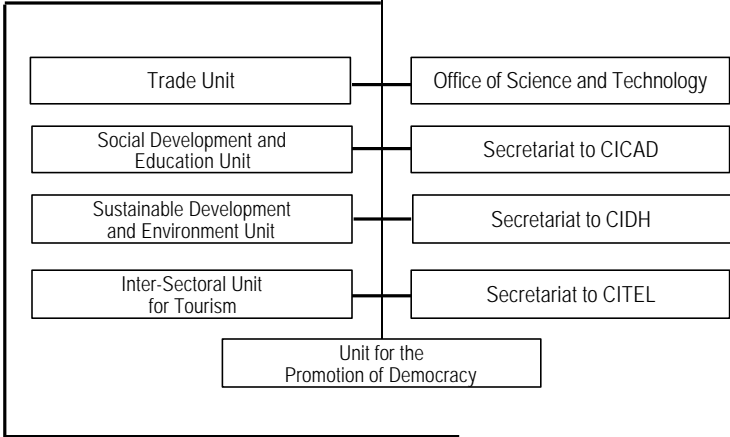 Trade Unit
Office of Science and Technology
Social Development and
Education Unit
Secretariat to CICAD
Sustainable Development
and Environment Unit
Secretariat to CIDH
Inter-Sectoral Unit
for Tourism
Secretariat to CITEL
Unit for the
Promotion of Democracy